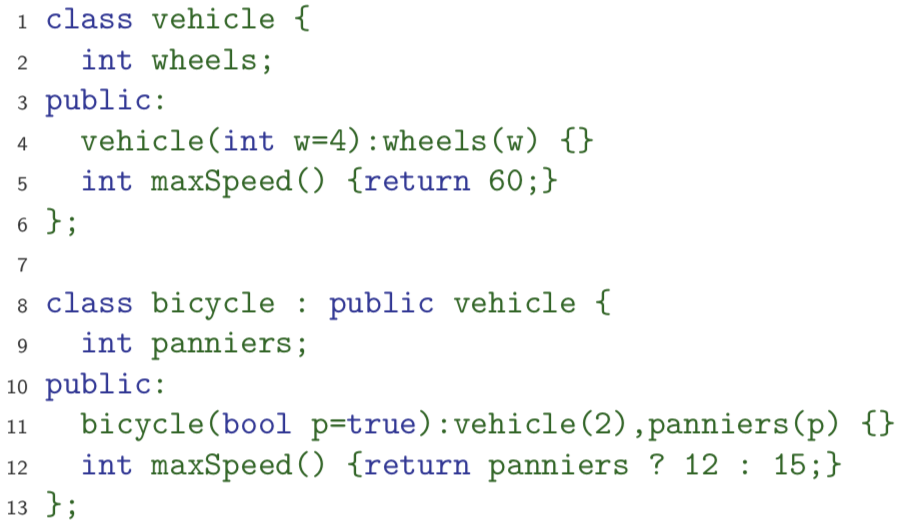 1 class vehicle {
2   int wheels;
3 public:
4   vehicle(int w=4):wheels(w) {}
5   int maxSpeed() {return 60;}
6 };
7
8 class bicycle : public vehicle {
9   int panniers;
10 public:
11   bicycle(bool p=true):vehicle(2),panniers(p) {}
12   int maxSpeed() {return panniers ? 12 : 15;}
13 };